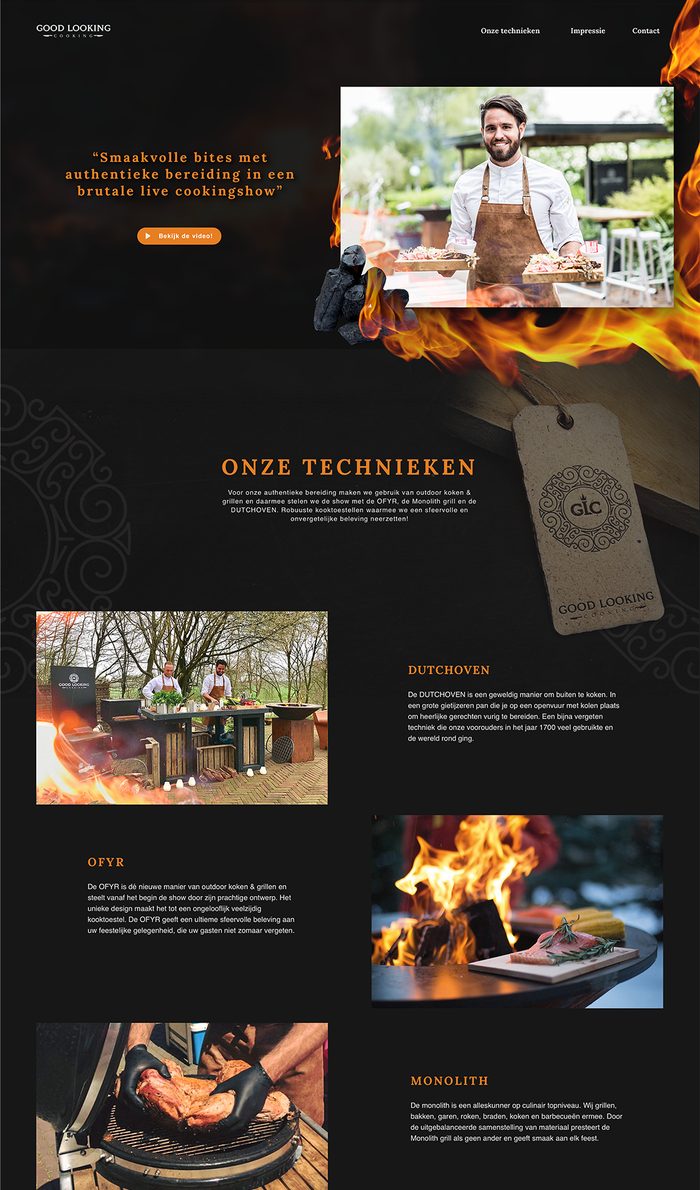 GOOD LOOKING
COOKING
Onze technieken
Impressie
Contact
“Smaakvolle bites met
authentieke bereiding in een
brutale live cookingshow”
Bekijk de video!
ONZE TECHNIEKEN
Voor onze authentieke bereiding maken we gebruik van outdoor koken &
grillen en daarmee stelen we de show met de OFYR, de Monolith grill en de
DUTCHOVEN. Robuuste kooktoestellen waarmee we een sfeervolle en
onvergetelijke beleving neerzetten!
GLC
GOOD LOOKING
COOKING
GOOD LOOKING
DUTCHOVEN
De DUTCHOVEN is een geweldig manier om buiten te koken. In
een grote gietijzeren pan die je op een openvuur met kolen plaats
om heerlijke gerechten vurig te bereiden. Een bijna vergeten
techniek die onze voorouders in het jaar 1700 veel gebruikte en
de wereld rond ging.
OFYR
De OFYR is dé nieuwe manier van outdoor koken & grillen en
steelt vanaf het begin de show door zijn prachtige ontwerp. Het
unieke design maakt het tot een ongelooflijk veelzijdig
kooktoestel. De OFYR geeft een ultieme sfeervolle beleving aan
uw feestelijke gelegenheid, die uw gasten niet zomaar vergeten.
MONOLITH
De monolith is een alleskunner op culinair topniveau. Wij grillen,
bakken, garen, roken, braden, koken en barbecueën ermee. Door
de uitgebalanceerde samenstelling van materiaal presteert de
Monolith grill als geen ander en geeft smaak aan elk feest.